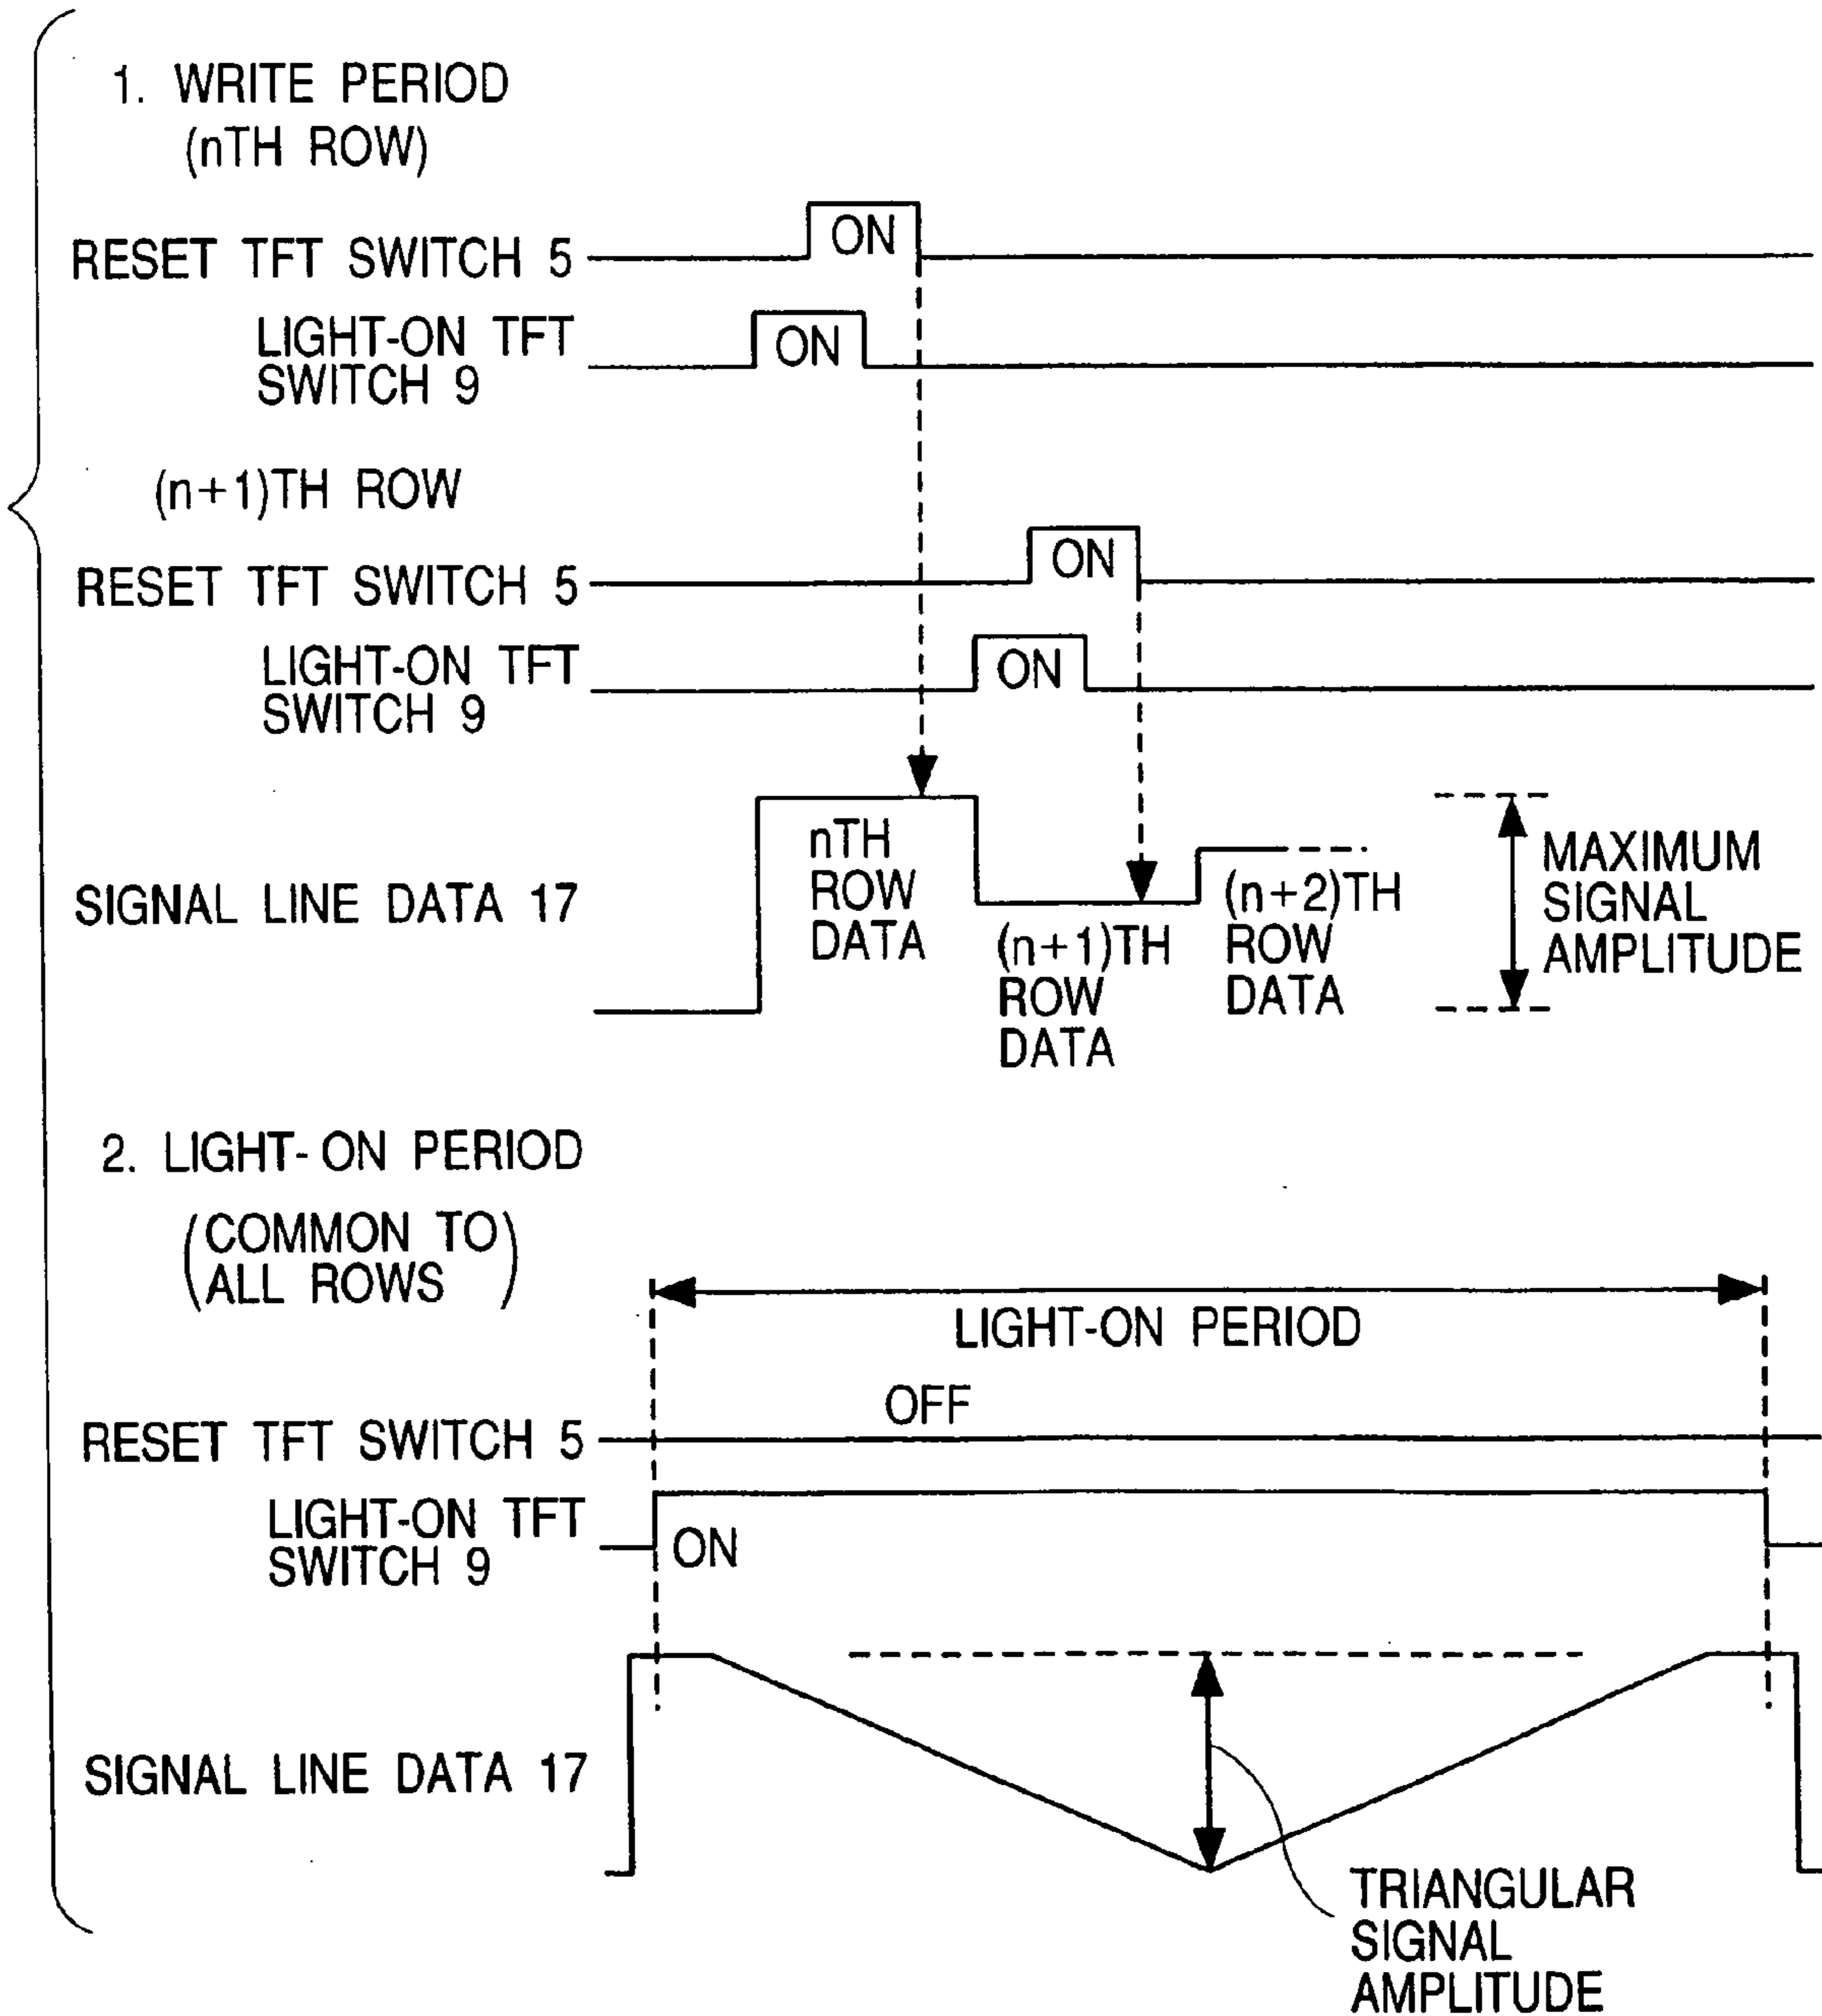 1. WRITE PERIOD
(nTH ROW)
RESET TFT SWITCH 5
ON
LIGHT-ON TFT
SWITCH 9
ON
(n+1)TH ROW
RESET TFT SWITCH 5
ON
LIGHT-ON TFT
SWITCH 9
ON
SIGNAL LINE DATA 17
nTH
ROW
DATA
(n+1)TH
ROW
DATA
(n+2)TH
ROW
DATA
MAXIMUM
SIGNAL
AMPLITUDE
2. LIGHT-ON PERIOD
(COMMON TO
ALL ROWS)
LIGHT-ON PERIOD
RESET TFT SWITCH 5
OFF
LIGHT-ON TFT
SWITCH 9
ON
SIGNAL LINE DATA 17
TRIANGULAR
SIGNAL
AMPLITUDE